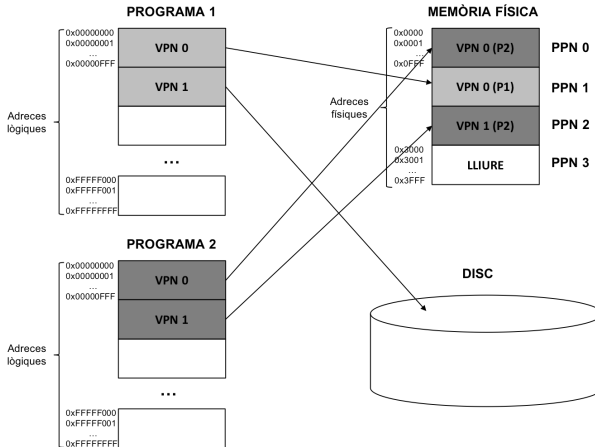 PROGRAMA 1
0x00000000
0x00000001
...
0x00000FFF
VPN 0
VPN 1
Adreces
lògiques
...
0xFFFFF000
0xFFFFF001
...
0xFFFFFFFF
MEMÒRIA FÍSICA
0x0000
0x0001
...
0x0FFF
VPN 0 (P2)
PPN 0
VPN 0 (P1)
PPN 1
Adreces
físiques
VPN 1 (P2)
PPN 2
0x3000
0x3001
...
0x3FFF
LLIURE
PPN 3
PROGRAMA 2
0x00000000
0x00000001
...
0x00000FFF
VPN 0
VPN 1
Adreces
lògiques
...
0xFFFFF000
0xFFFFF001
...
0xFFFFFFFF
DISC